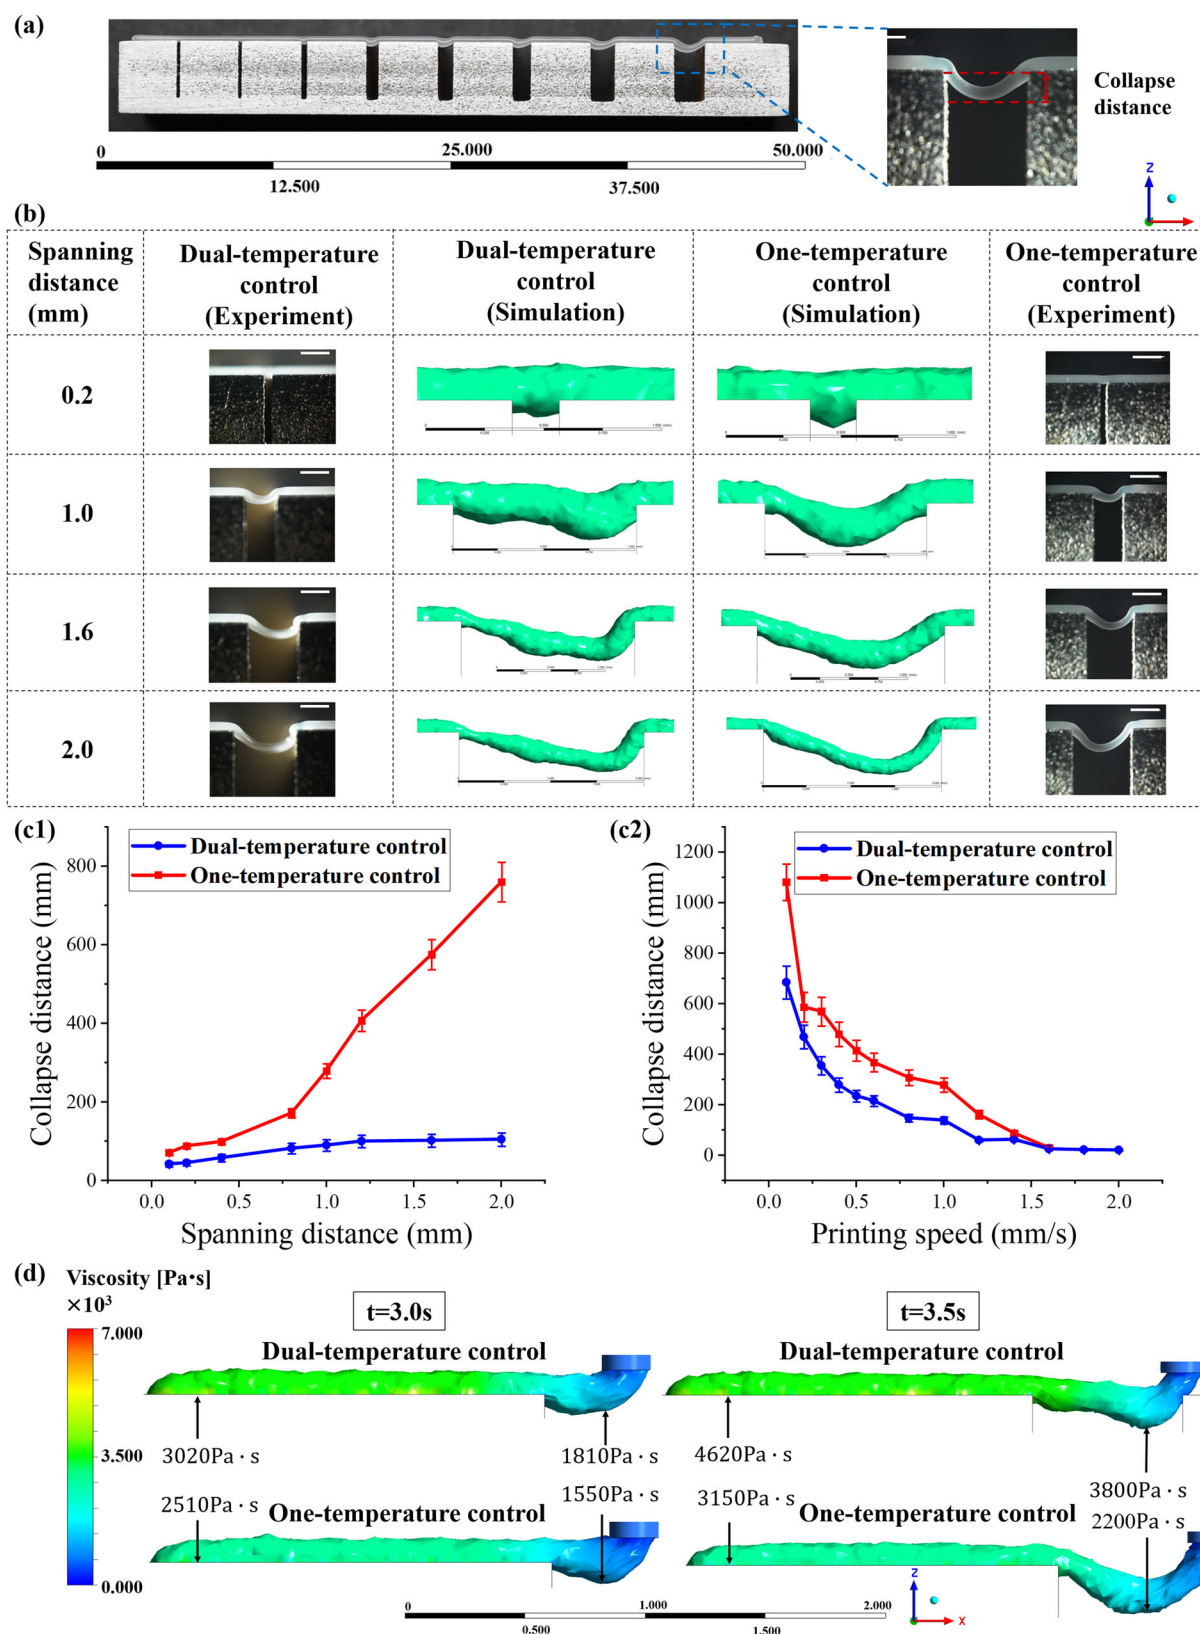 (a)
Collapse
distance
0
25.000
50.000
12.500
37.500
Z
(b)
Spanning
distance
(mm)
Dual-temperature
control
(Experiment)
Dual-temperature
control
(Simulation)
One-temperature
control
(Simulation)
One-temperature
control
(Experiment)
0.2
1.0
1.6
2.0
(c1)
Dual-temperature control
One-temperature control
Collapse distance (mm)
800
600
400
200
0
0.0
0.5
1.0
1.5
2.0
Spanning distance (mm)
(c2)
Dual-temperature control
One-temperature control
Collapse distance (mm)
1200
1000
800
600
400
200
0
0.0
0.5
1.0
1.5
2.0
Printing speed (mm/s)
(d)
Viscosity [Pa•s]
×10³
7.000
3.500
0.000
t=3.0s
t=3.5s
Dual-temperature control
Dual-temperature control
3020Pa · s
1810Pa · s
4620Pa · s
3800Pa · s
2510Pa · s
1550Pa · s
3150Pa · s
2200Pa · s
One-temperature control
One-temperature control
0
1.000
2.000
0.500
1.500
Z
X